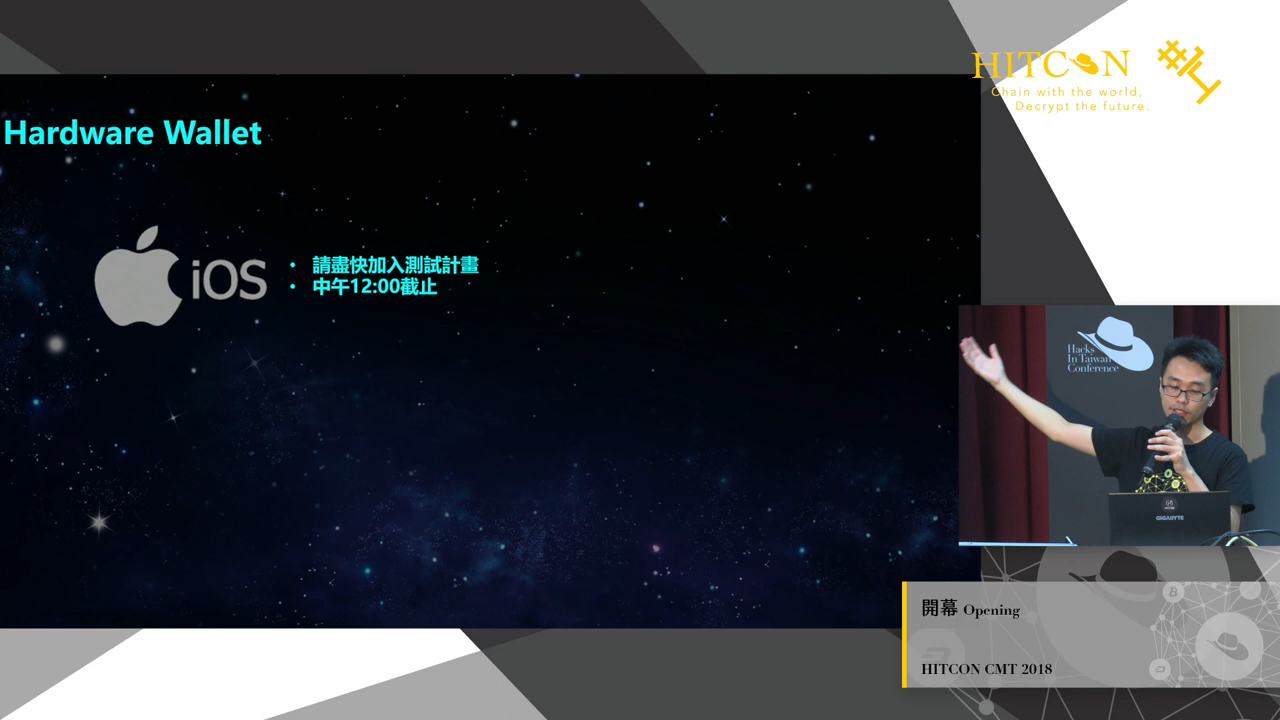 HITCON #14
Chain with the world,
Decrypt the future.
Hardware Wallet
iOS
• 請盡快加入測試計畫
• 中午12:00截止
Hacks
In Taiwan
Conference
GIGABYTE
開幕 Opening
HITCON CMT 2018